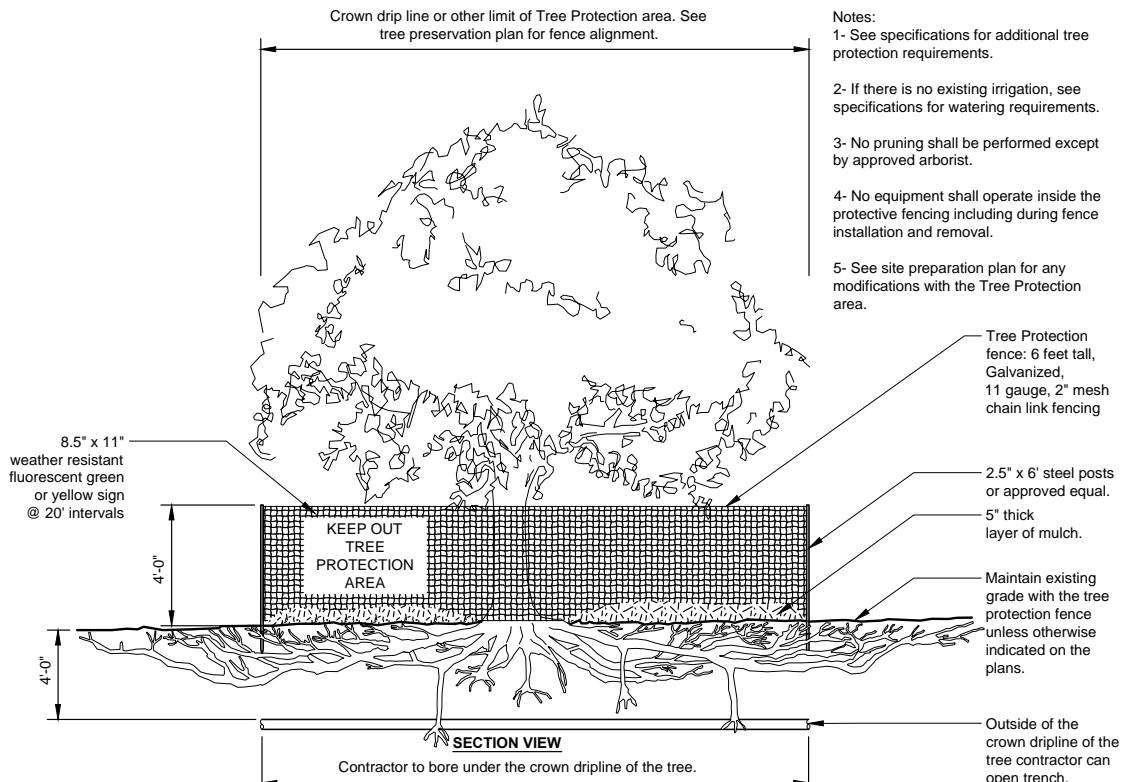 Crown drip line or other limit of Tree Protection area. See
tree preservation plan for fence alignment.
Notes:
1- See specifications for additional tree
protection requirements.
2- If there is no existing irrigation, see
specifications for watering requirements.
3- No pruning shall be performed except
by approved arborist.
4- No equipment shall operate inside the
protective fencing including during fence
installation and removal.
5- See site preparation plan for any
modifications with the Tree Protection
area.
Tree Protection
fence: 6 feet tall,
Galvanized,
11 gauge, 2" mesh
chain link fencing
8.5" x 11"
weather resistant
fluorescent green
or yellow sign
@ 20' intervals
2.5" x 6' steel posts
or approved equal.
5" thick
layer of mulch.
KEEP OUT
TREE
PROTECTION
AREA
4'-0"
Maintain existing
grade with the tree
protection fence
unless otherwise
indicated on the
plans.
4'-0"
Outside of the
crown dripline of the
tree contractor can
open trench.
SECTION VIEW
Contractor to bore under the crown dripline of the tree.